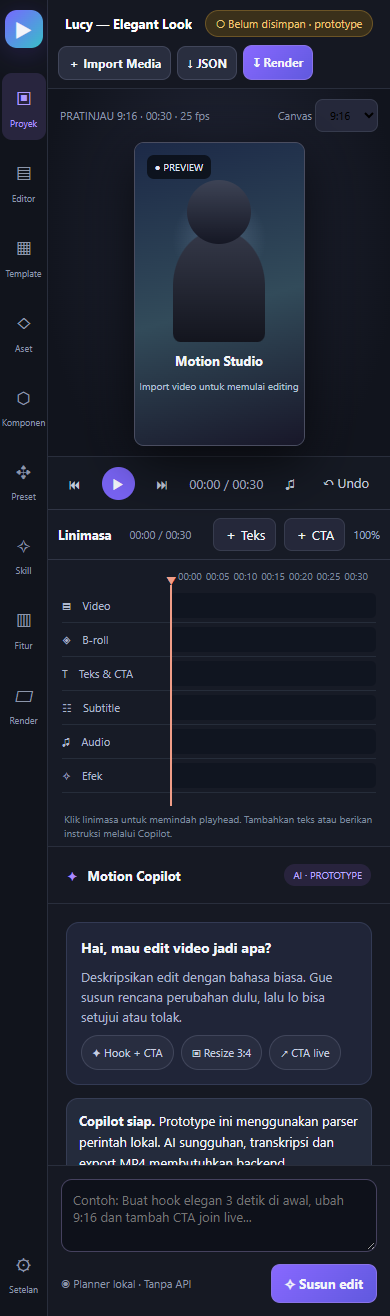 Lucy — Elegant Look
Belum disimpan · prototype
+ Import Media
↓ JSON
↧ Render
Proyek
Editor
Template
Aset
Komponen
Preset
Skill
Fitur
Render
Setelan
PRATINJAU 9:16 · 00:30 · 25 fps
Canvas
9:16
● PREVIEW
Motion Studio
Import video untuk memulai editing
00:00 / 00:30
↶ Undo
Linimasa
00:00 / 00:30
+ Teks
+ CTA
100%
00:00 00:05 00:10 00:15 00:20 00:25 00:30
Video
B-roll
T Teks & CTA
Subtitle
Audio
Efek
Klik linimasa untuk memindah playhead. Tambahkan teks atau berikan
instruksi melalui Copilot.
Motion Copilot
AI · PROTOTYPE
Hai, mau edit video jadi apa?
Deskripsikan edit dengan bahasa biasa. Gue
susun rencana perubahan dulu, lalu lo bisa
setujui atau tolak.
✦ Hook + CTA
▣ Resize 3:4
↗ CTA live
Copilot siap. Prototype ini menggunakan parser
perintah lokal. AI sungguhan, transkripsi dan
export MP4 membutuhkan backend
Contoh: Buat hook elegan 3 detik di awal, ubah
9:16 dan tambah CTA join live...
◉ Planner lokal · Tanpa API
✧ Susun edit